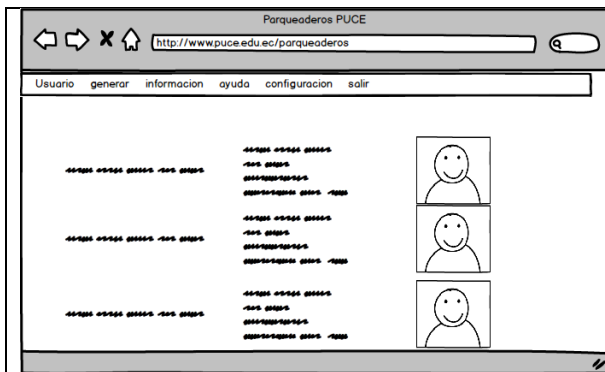 Parqueaderos PUCE
http://www.puce.edu.ec/parqueaderos
Usuario generar informacion ayuda configuracion salir